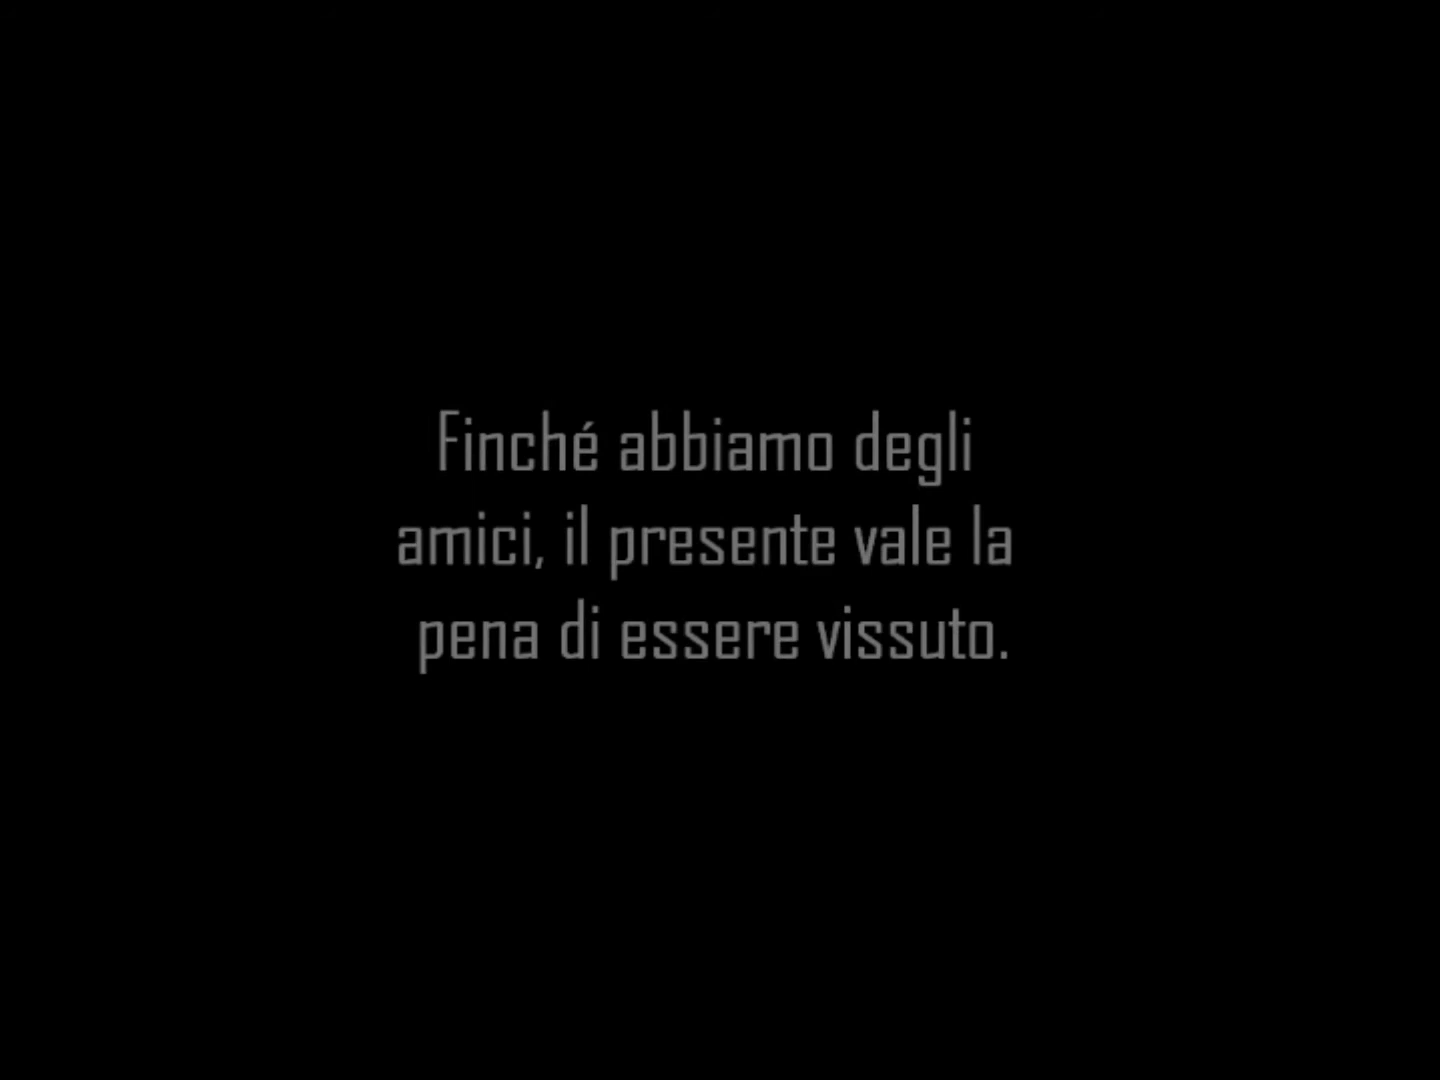 Finché abbiamo degli
amici, il presente vale la
pena di essere vissuto.